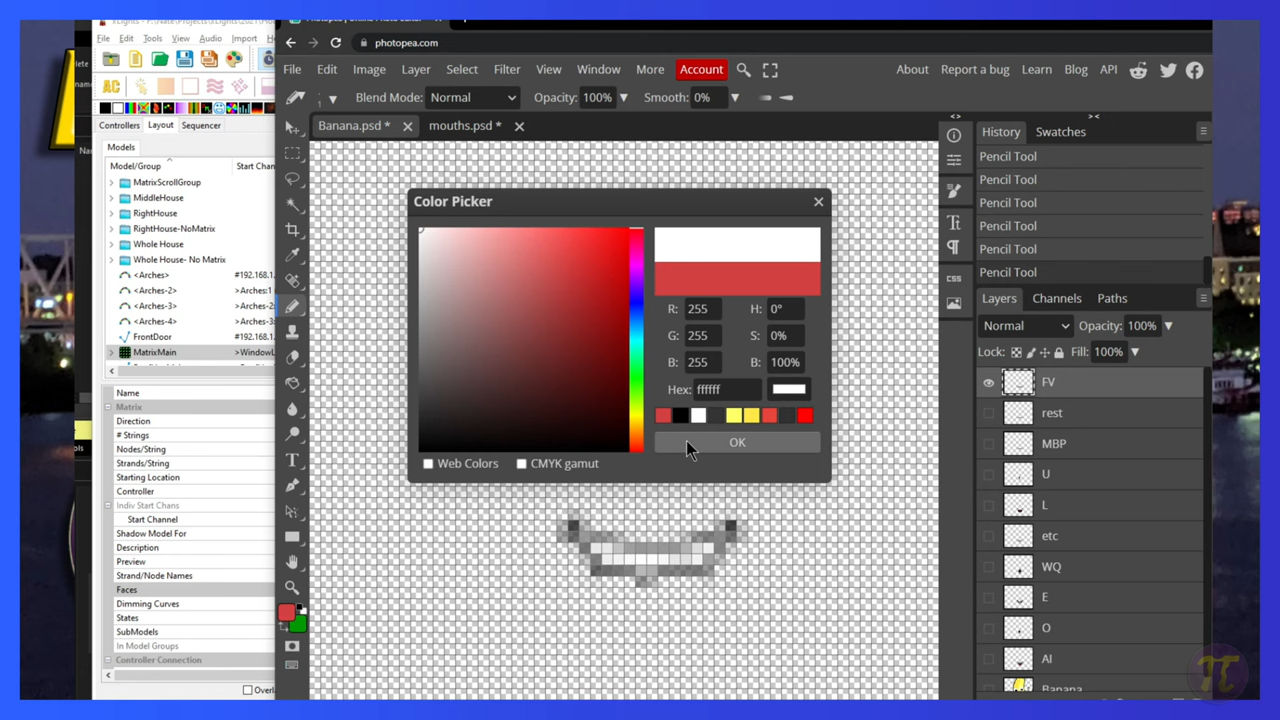 File Edit Tools View Audio Import
AC
Controllers Layout Sequencer
Models
Model/Group Start Chan
MatrixScrollGroup
MiddleHouse
RightHouse
RightHouse-NoMatrix
Whole House
Whole House- No Matrix
<Arches> #192.168.1.
<Arches-2> >Arches:1
<Arches-3> >Arches-2:
<Arches-4> >Arches-3:
FrontDoor #192.168.1.
MatrixMain >WindowL
Name
Matrix
Direction
# Strings
Nodes/String
Strands/String
Starting Location
Controller
Indiv Start Chans
Start Channel
Shadow Model For
Description
Preview
Strand/Node Names
Faces
Dimming Curves
States
SubModels
In Model Groups
Controller Connection
Overl
photopea.com
File Edit Image Layer Select Filter View Window More Account
About Report a bug Learn Blog API
Blend Mode: Normal Opacity: 100% Smooth: 0%
Banana.psd * mouths.psd *
Color Picker
R: 255 H: 0°
G: 255 S: 0%
B: 255 B: 100%
Hex: ffffff
OK
Web Colors CMYK gamut
History Swatches
Pencil Tool
Pencil Tool
Pencil Tool
Pencil Tool
Pencil Tool
Pencil Tool
Layers Channels Paths
Normal Opacity: 100%
Lock: Fill: 100%
FV
rest
MBP
U
L
etc
WQ
E
O
AI
Banana
CSS
π